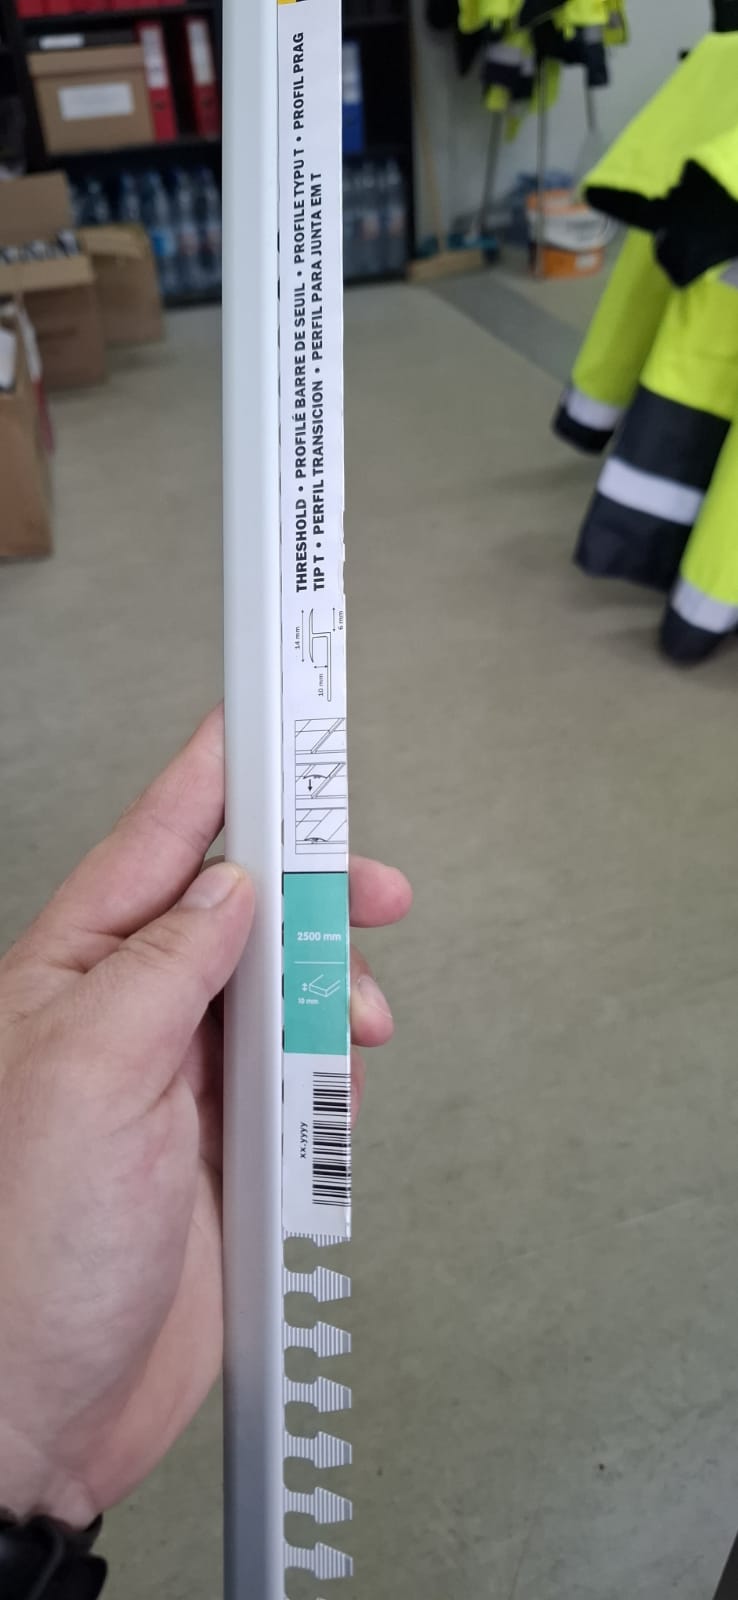 THRESHOLD • PROFILÉ BARRE DE SEUIL • PROFILE TYPU T • PROFIL PRAG
TIP T • PERFIL TRANSICION • PERFIL PARA JUNTA EM T
14 mm
10 mm
6 mm
2500 mm
10 mm
xx.yyyy